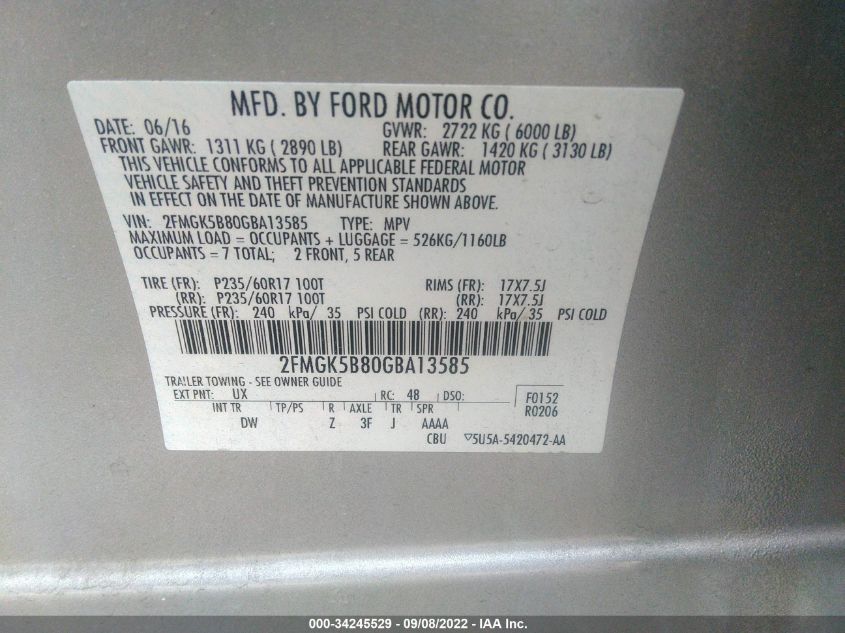 MFD. BY FORD MOTOR CO.
DATE: 06/16 GVWR: 2722 KG ( 6000 LB)
FRONT GAWR: 1311 KG ( 2890 LB) REAR GAWR: 1420 KG ( 3130 LB)
THIS VEHICLE CONFORMS TO ALL APPLICABLE FEDERAL MOTOR
VEHICLE SAFETY AND THEFT PREVENTION STANDARDS
IN EFFECT ON THE DATE OF MANUFACTURE SHOWN ABOVE.
VIN: 2FMGK5B80GBA13585 TYPE: MPV
MAXIMUM LOAD = OCCUPANTS + LUGGAGE = 526KG/1160LB
OCCUPANTS = 7 TOTAL; 2 FRONT, 5 REAR
TIRE (FR): P235/60R17 100T RIMS (FR): 17X7.5J
(RR): P235/60R17 100T (RR): 17X7.5J
PRESSURE (FR): 240 kPa/ 35 PSI COLD (RR): 240 kPa/ 35 PSI COLD
2FMGK5B80GBA13585
TRAILER TOWING - SEE OWNER GUIDE
EXT PNT: UX RC: 48 DSO: F0152
INT TR TP/PS R AXLE TR SPR R0206
DW Z 3F J AAAA
CBU ▽5U5A-5420472-AA
000-34245529 - 09/08/2022 - IAA Inc.